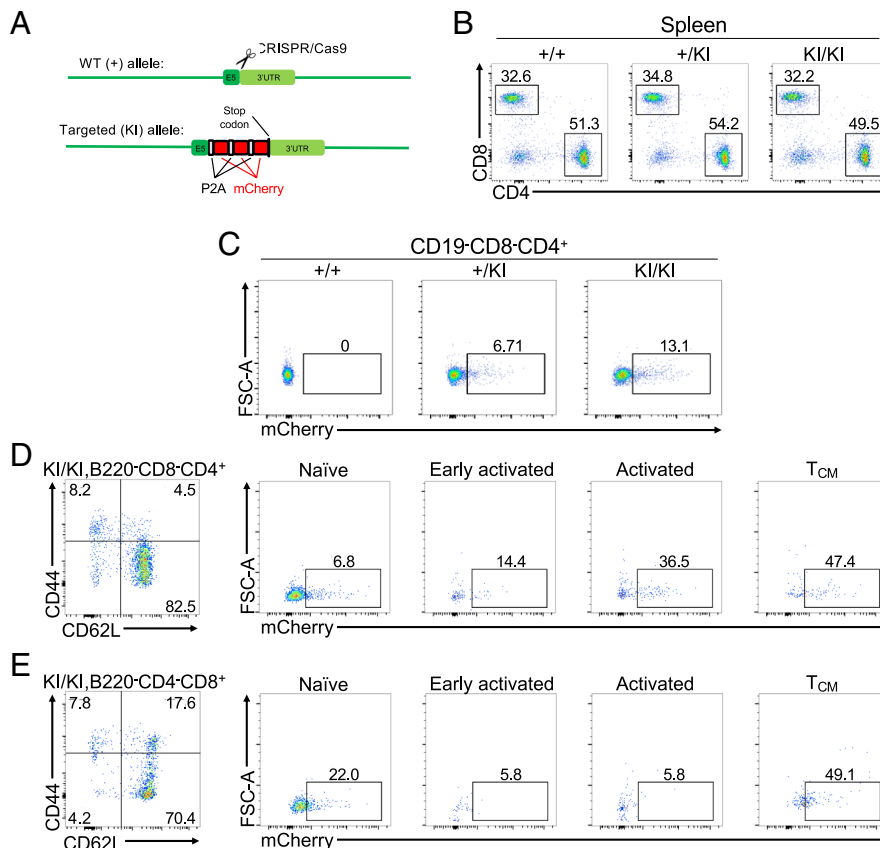 A
CRISPR/Cas9
WT (+) allele:
E5
3'UTR
Stop
codon
Targeted (KI) allele:
E5
3'UTR
P2A
mCherry
B
Spleen
+/+
+/KI
KI/KI
32.6
34.8
32.2
51.3
54.2
49.5
CD8
CD4
C
CD19-CD8-CD4+
+/+
+/KI
KI/KI
0
6.71
13.1
FSC-A
mCherry
D
KI/KI,B220-CD8-CD4+
8.2
4.5
82.5
CD44
CD62L
Naïve
Early activated
Activated
TCM
6.8
14.4
36.5
47.4
FSC-A
mCherry
E
KI/KI,B220-CD4-CD8+
7.8
17.6
4.2
70.4
CD44
CD62L
Naïve
Early activated
Activated
TCM
22.0
5.8
5.8
49.1
FSC-A
mCherry